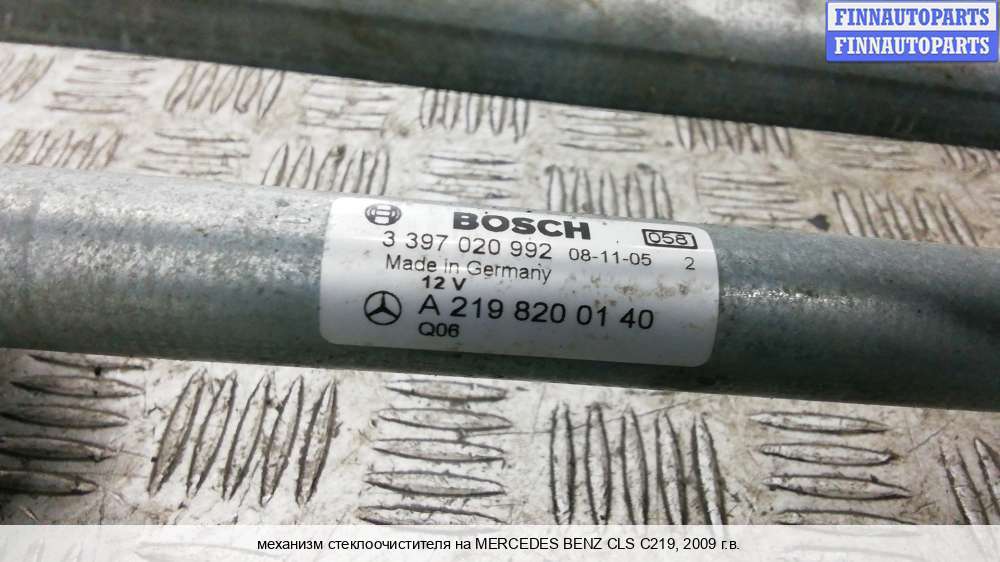 FINNAUTOPARTS
FINNAUTOPARTS
BOSCH
058
3 397 020 992 08-11-05 2
Made in Germany
12 V
A 219 820 01 40
Q06
механизм стеклоочистителя на MERCEDES BENZ CLS C219, 2009 г.в.